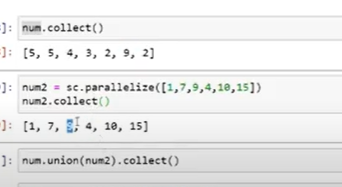 ]: num.collect()
]: [5, 5, 4, 3, 2, 9, 2]
]: num2 = sc.parallelize([1,7,9,4,10,15])
num2.collect()
]: [1, 7, 9, 4, 10, 15]
]: num.union(num2).collect()